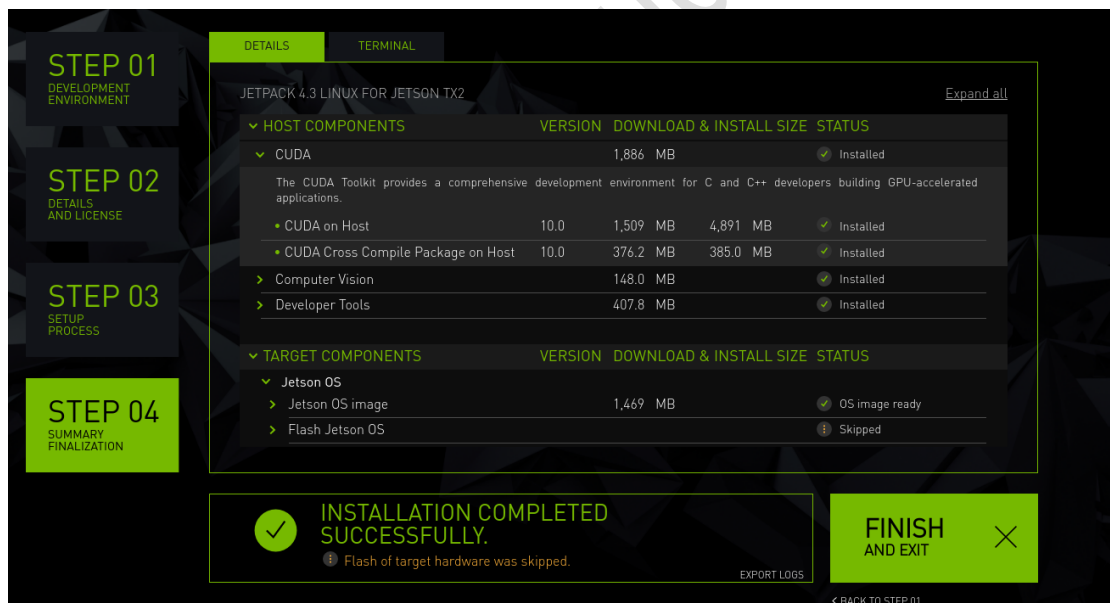 STEP 01
DEVELOPMENT
ENVIRONMENT
STEP 02
DETAILS
AND LICENSE
STEP 03
SETUP
PROCESS
STEP 04
SUMMARY
FINALIZATION
DETAILS TERMINAL
JETPACK 4.3 LINUX FOR JETSON TX2 Expand all
HOST COMPONENTS VERSION DOWNLOAD & INSTALL SIZE STATUS
CUDA 1,886 MB Installed
The CUDA Toolkit provides a comprehensive development environment for C and C++ developers building GPU-accelerated
applications.
• CUDA on Host 10.0 1,509 MB 4,891 MB Installed
• CUDA Cross Compile Package on Host 10.0 376.2 MB 385.0 MB Installed
Computer Vision 148.0 MB Installed
Developer Tools 407.8 MB Installed
TARGET COMPONENTS VERSION DOWNLOAD & INSTALL SIZE STATUS
Jetson OS
Jetson OS image 1,469 MB OS image ready
Flash Jetson OS Skipped
INSTALLATION COMPLETED
SUCCESSFULLY.
Flash of target hardware was skipped.
EXPORT LOGS
FINISH
AND EXIT
BACK TO STEP 01